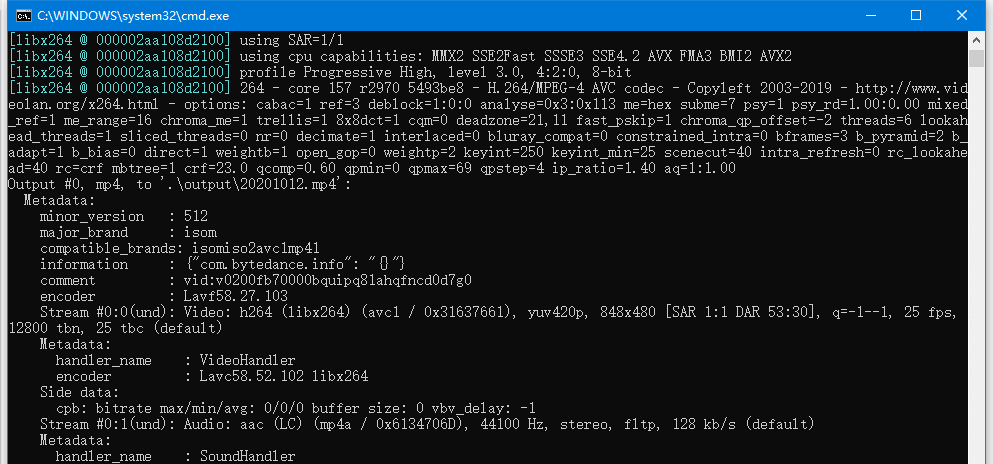 C:\WINDOWS\system32\cmd.exe
[libx264 @ 000002aa108d2100] using SAR=1/1
[libx264 @ 000002aa108d2100] using cpu capabilities: MMX2 SSE2Fast SSSE3 SSE4.2 AVX FMA3 BMI2 AVX2
[libx264 @ 000002aa108d2100] profile Progressive High, level 3.0, 4:2:0, 8-bit
[libx264 @ 000002aa108d2100] 264 - core 157 r2970 5493be8 - H.264/MPEG-4 AVC codec - Copyleft 2003-2019 - http://www.vid
eolan.org/x264.html - options: cabac=1 ref=3 deblock=1:0:0 analyse=0x3:0x113 me=hex subme=7 psy=1 psy_rd=1.00:0.00 mixed
_ref=1 me_range=16 chroma_me=1 trellis=1 8x8dct=1 cqm=0 deadzone=21,11 fast_pskip=1 chroma_qp_offset=-2 threads=6 lookah
ead_threads=1 sliced_threads=0 nr=0 decimate=1 interlaced=0 bluray_compat=0 constrained_intra=0 bframes=3 b_pyramid=2 b_
adapt=1 b_bias=0 direct=1 weightb=1 open_gop=0 weightp=2 keyint=250 keyint_min=25 scenecut=40 intra_refresh=0 rc_lookahe
ad=40 rc=crf mbtree=1 crf=23.0 qcomp=0.60 qpmin=0 qpmax=69 qpstep=4 ip_ratio=1.40 aq=1:1.00
Output #0, mp4, to '.\output\20201012.mp4':
  Metadata:
    minor_version   : 512
    major_brand     : isom
    compatible_brands: isomiso2avc1mp41
    information     : {"com.bytedance.info": "{}"}
    comment         : vid:v0200fb70000bquipq81ahqfncd0d7g0
    encoder         : Lavf58.27.103
    Stream #0:0(und): Video: h264 (libx264) (avc1 / 0x31637661), yuv420p, 848x480 [SAR 1:1 DAR 53:30], q=-1--1, 25 fps,
12800 tbn, 25 tbc (default)
    Metadata:
      handler_name    : VideoHandler
      encoder         : Lavc58.52.102 libx264
    Side data:
      cpb: bitrate max/min/avg: 0/0/0 buffer size: 0 vbv_delay: -1
    Stream #0:1(und): Audio: aac (LC) (mp4a / 0x6134706D), 44100 Hz, stereo, fltp, 128 kb/s (default)
    Metadata:
      handler_name    : SoundHandler